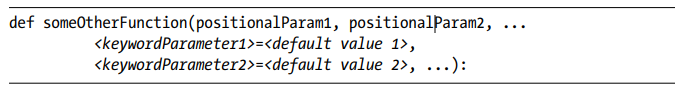 def someOtherFunction(positionalParam1, positionalParam2, ...
<keywordParameter1>=<default value 1>,
<keywordParameter2>=<default value 2>, ...):